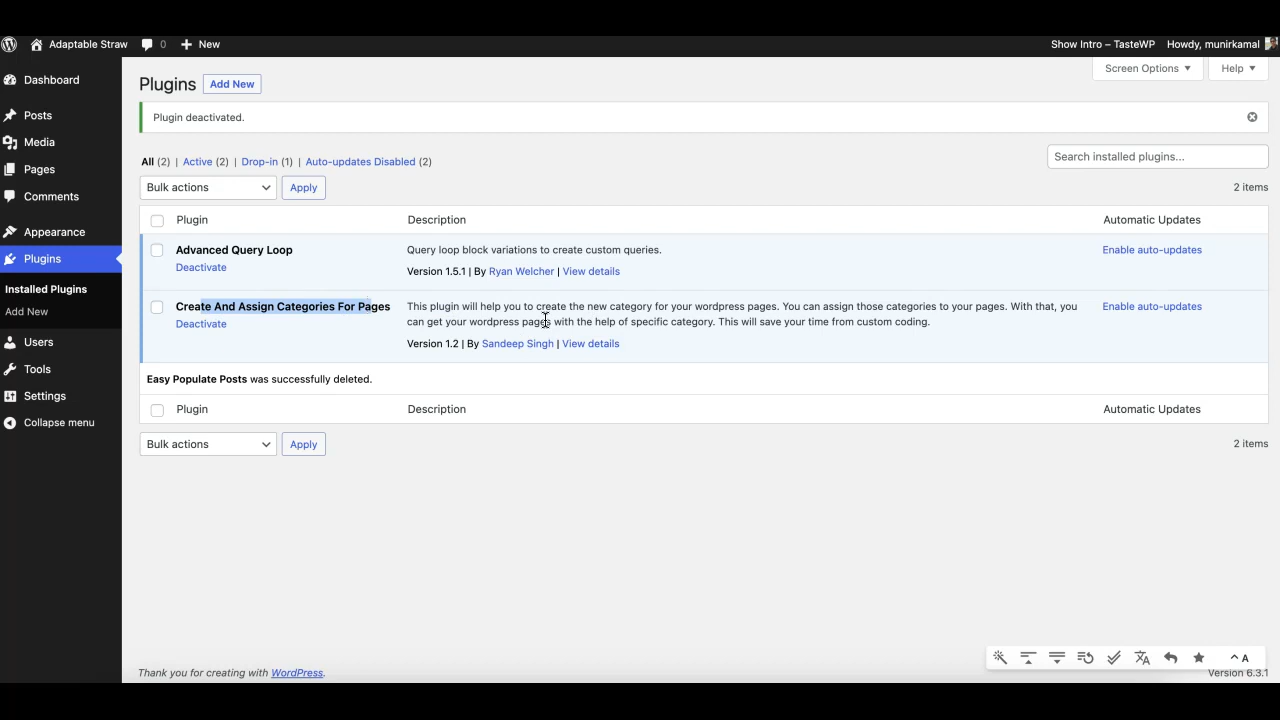 Adaptable Straw 0 New Show Intro – TasteWP Howdy, munirkamal
Dashboard
Posts
Media
Pages
Comments
Appearance
Plugins
Installed Plugins
Add New
Users
Tools
Settings
Collapse menu
Screen Options Help
Plugins Add New
Plugin deactivated.
All (2) | Active (2) | Drop-in (1) | Auto-updates Disabled (2)
Search installed plugins...
Bulk actions Apply 2 items
Plugin Description Automatic Updates
Advanced Query Loop Query loop block variations to create custom queries. Enable auto-updates
Deactivate Version 1.5.1 | By Ryan Welcher | View details
Create And Assign Categories For Pages This plugin will help you to create the new category for your wordpress pages. You can assign those categories to your pages. With that, you Enable auto-updates
Deactivate can get your wordpress pages with the help of specific category. This will save your time from custom coding.
Version 1.2 | By Sandeep Singh | View details
Easy Populate Posts was successfully deleted.
Plugin Description Automatic Updates
Bulk actions Apply 2 items
A
Thank you for creating with WordPress. Version 6.3.1